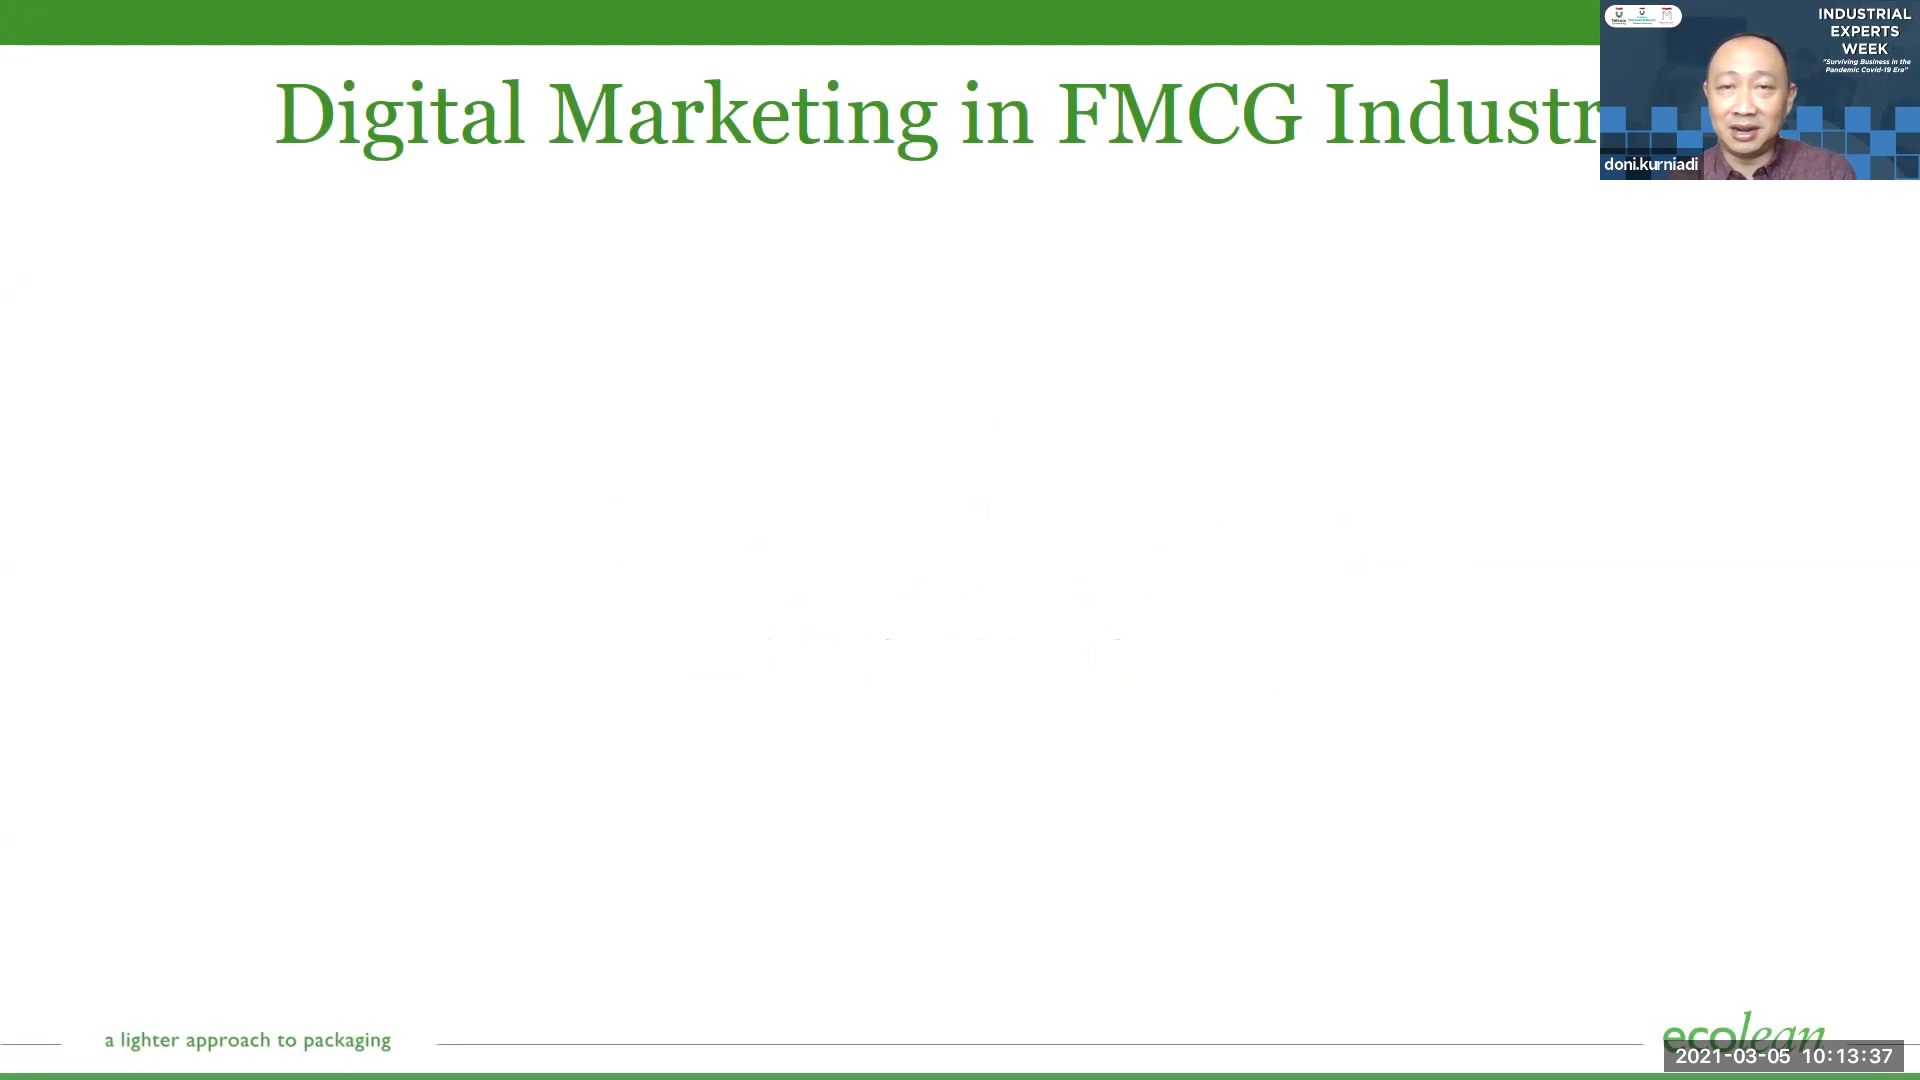 Digital Marketing in FMCG Industr
INDUSTRIAL
EXPERTS
WEEK
"Surviving Business in the
Pandemic Covid-19 Era"
doni.kurniadi
a lighter approach to packaging
ecolean
2021-03-05 10:13:37